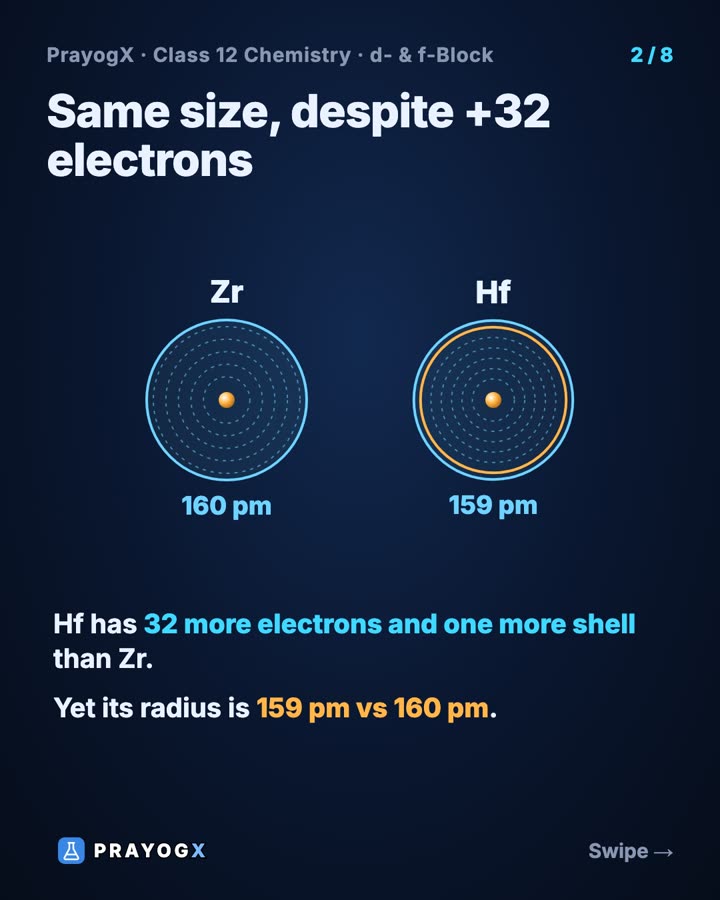 PrayogX · Class 12 Chemistry · d- & f-Block
2 / 8
Same size, despite +32
electrons
Zr
Hf
160 pm
159 pm
Hf has 32 more electrons and one more shell
than Zr.
Yet its radius is 159 pm vs 160 pm.
PRAYOGX
Swipe →